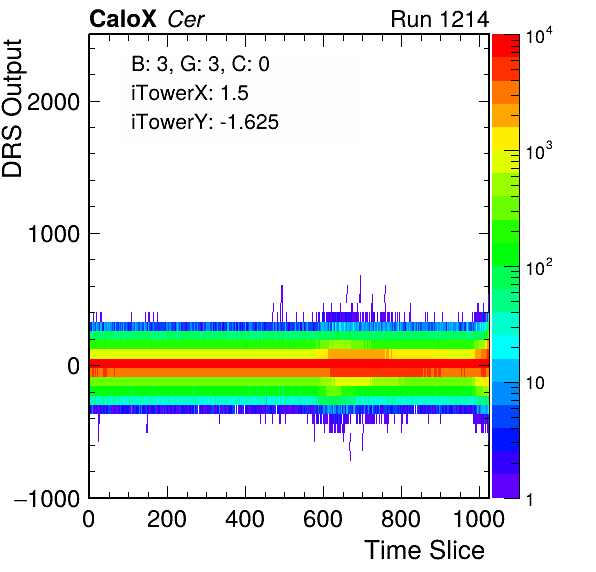 CaloX Cer Run 1214
B: 3, G: 3, C: 0
iTowerX: 1.5
iTowerY: -1.625
DRS Output
2000
1000
0
−1000
0 200 400 600 800 1000
Time Slice
10^4
10^3
10^2
10
1